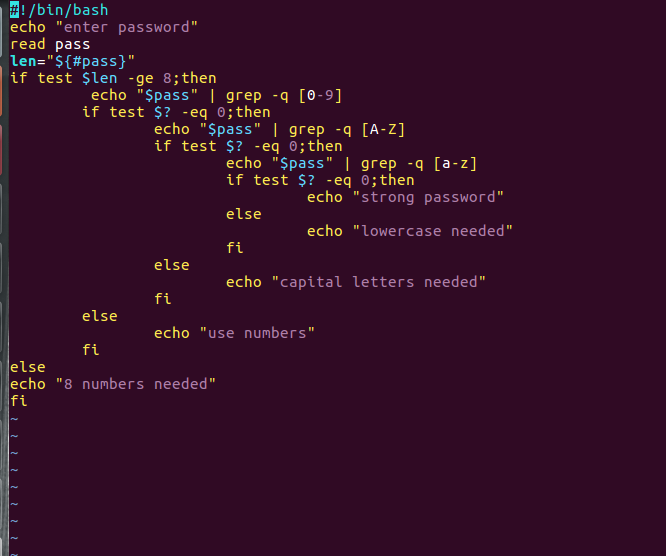 #!/bin/bash
echo "enter password"
read pass
len="${#pass}"
if test $len -ge 8;then
         echo "$pass" | grep -q [0-9]
        if test $? -eq 0;then
                echo "$pass" | grep -q [A-Z]
                if test $? -eq 0;then
                        echo "$pass" | grep -q [a-z]
                        if test $? -eq 0;then
                                 echo "strong password"
                        else
                                 echo "lowercase needed"
                        fi
                else
                        echo "capital letters needed"
                fi
        else
                echo "use numbers"
        fi
else
echo "8 numbers needed"
fi
~
~
~
~
~
~
~
~
~